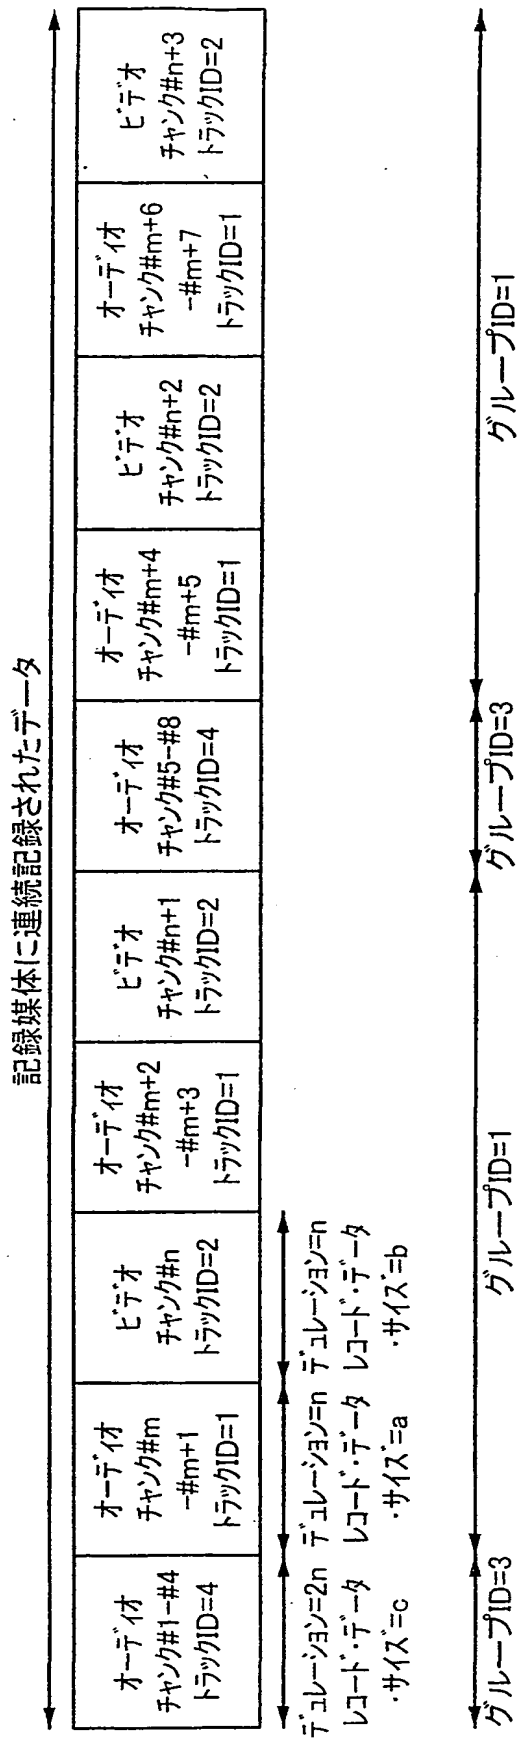 記録媒体に連続記録されたデータ
オーディオ
チャンク#1-#4
トラックID=4
オーディオ
チャンク#m
-#m+1
トラックID=1
ビデオ
チャンク#n
トラックID=2
オーディオ
チャンク#m+2
-#m+3
トラックID=1
ビデオ
チャンク#n+1
トラックID=2
オーディオ
チャンク#5-#8
トラックID=4
オーディオ
チャンク#m+4
-#m+5
トラックID=1
ビデオ
チャンク#n+2
トラックID=2
オーディオ
チャンク#m+6
-#m+7
トラックID=1
ビデオ
チャンク#n+3
トラックID=2
デュレーション=2n
レコード・データ
・サイズ=c
デュレーション=n
レコード・データ
・サイズ=a
デュレーション=n
レコード・データ
・サイズ=b
グループID=3
グループID=1
グループID=3
グループID=1